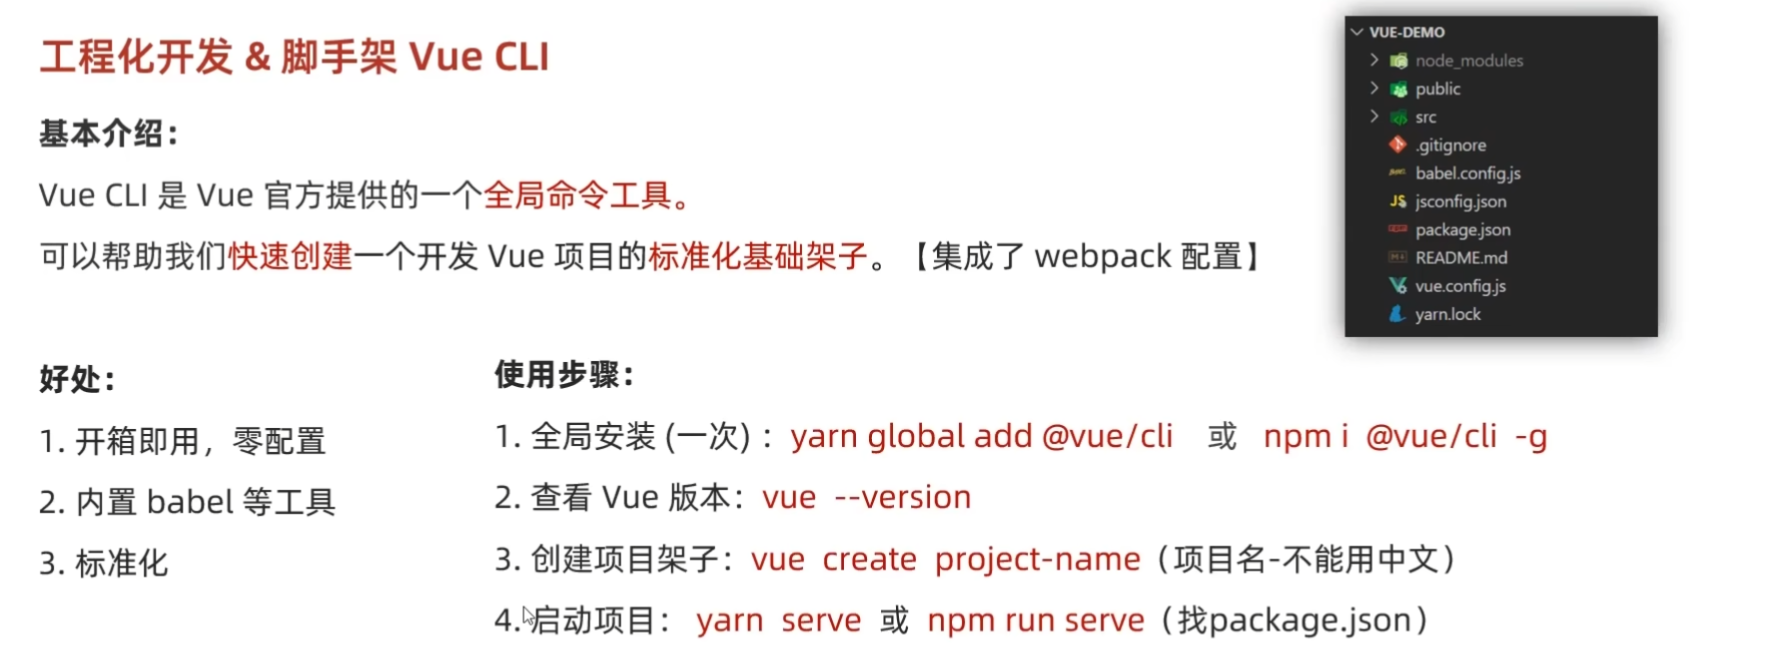 工程化开发 & 脚手架 Vue CLI
基本介绍：
Vue CLI 是 Vue 官方提供的一个全局命令工具。
可以帮助我们快速创建一个开发 Vue 项目的标准化基础架子。【集成了 webpack 配置】
好处：
1. 开箱即用，零配置
2. 内置 babel 等工具
3. 标准化
使用步骤：
1. 全局安装 (一次) ：yarn global add @vue/cli 或 npm i @vue/cli -g
2. 查看 Vue 版本：vue --version
3. 创建项目架子：vue create project-name（项目名-不能用中文）
4. 启动项目： yarn serve 或 npm run serve（找package.json）
VUE-DEMO
node_modules
public
src
.gitignore
babel.config.js
jsconfig.json
package.json
README.md
vue.config.js
yarn.lock